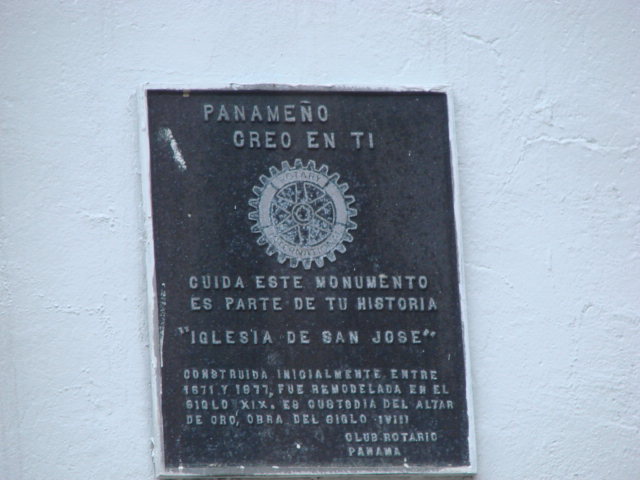 PANAMEÑO
CREO EN TI
ROTARY
INTERNATIONAL
CUIDA ESTE MONUMENTO
ES PARTE DE TU HISTORIA
"IGLESIA DE SAN JOSE"
CONSTRUIDA INICIALMENTE ENTRE
1671 Y 1677, FUE REMODELADA EN EL
SIGLO XIX. ES CUSTODIA DEL ALTAR
DE ORO, OBRA DEL SIGLO
CLUB ROTARIO
PANAMA